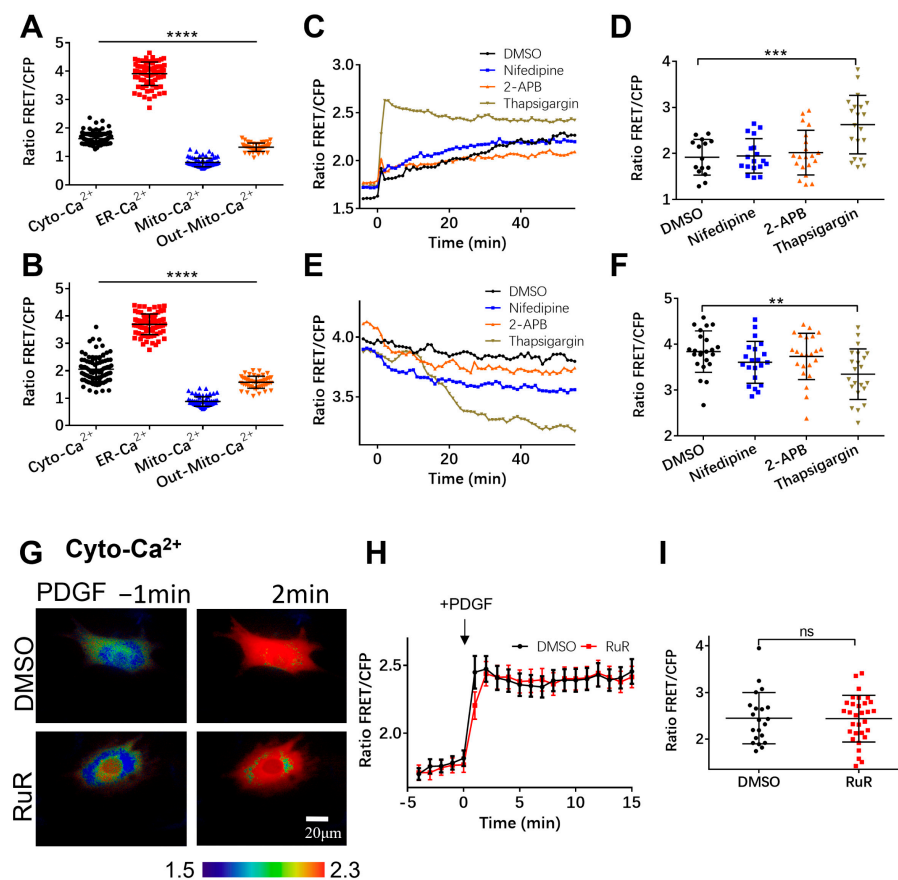 A
****
Ratio FRET/CFP
5
4
3
2
1
0
Cyto-Ca²⁺
ER-Ca²⁺
Mito-Ca²⁺
Out-Mito-Ca²⁺
C
DMSO
Nifedipine
2-APB
Thapsigargin
Ratio FRET/CFP
3.0
2.5
2.0
1.5
0 20 40
Time (min)
D
***
Ratio FRET/CFP
4
3
2
1
DMSO
Nifedipine
2-APB
Thapsigargin
B
****
Ratio FRET/CFP
5
4
3
2
1
0
Cyto-Ca²⁺
ER-Ca²⁺
Mito-Ca²⁺
Out-Mito-Ca²⁺
E
DMSO
Nifedipine
2-APB
Thapsigargin
Ratio FRET/CFP
4.0
3.5
0 20 40
Time (min)
F
**
Ratio FRET/CFP
5
4
3
2
DMSO
Nifedipine
2-APB
Thapsigargin
G Cyto-Ca²⁺
PDGF −1min 2min
DMSO
RuR
20μm
1.5 2.3
H
+PDGF
DMSO RuR
Ratio FRET/CFP
2.5
1.8
-5 0 5 10 15
Time (min)
I
ns
Ratio FRET/CFP
4
3
2
DMSO RuR